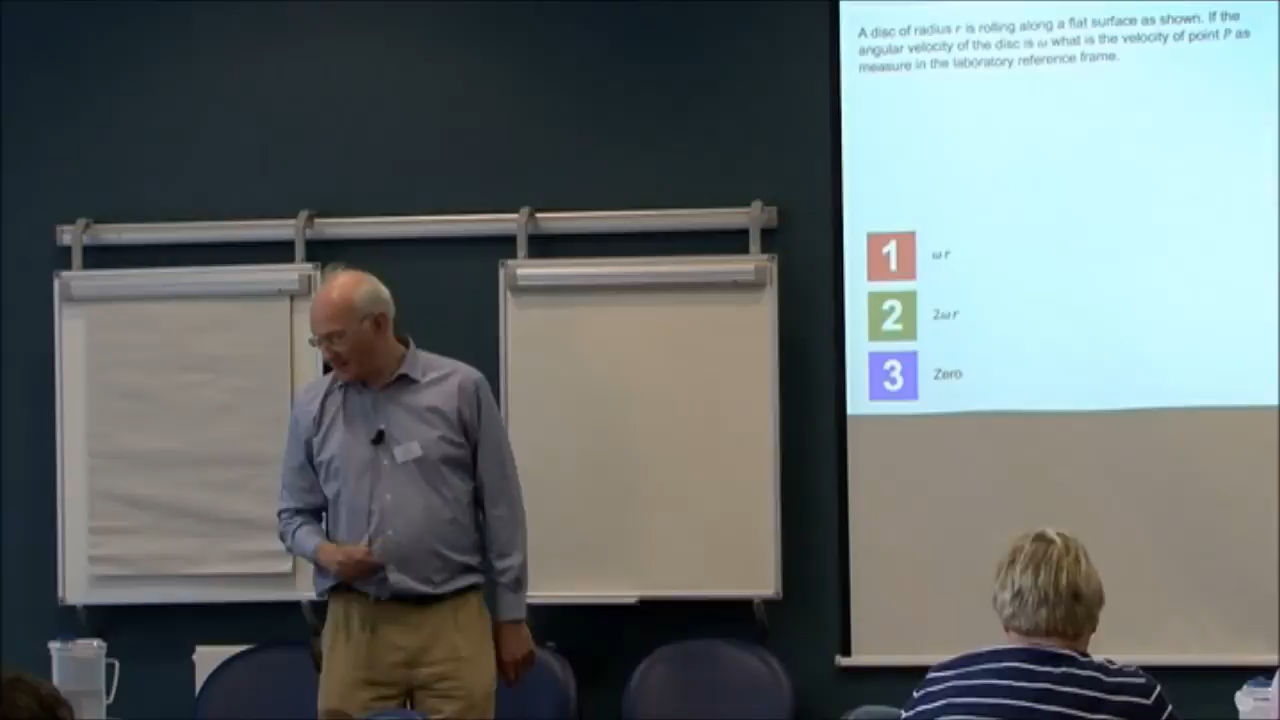 A disc of radius r is rolling along a flat surface as shown. If the
angular velocity of the disc is ω what is the velocity of point P as
measure in the laboratory reference frame.
1 ωr
2 2ωr
3 Zero